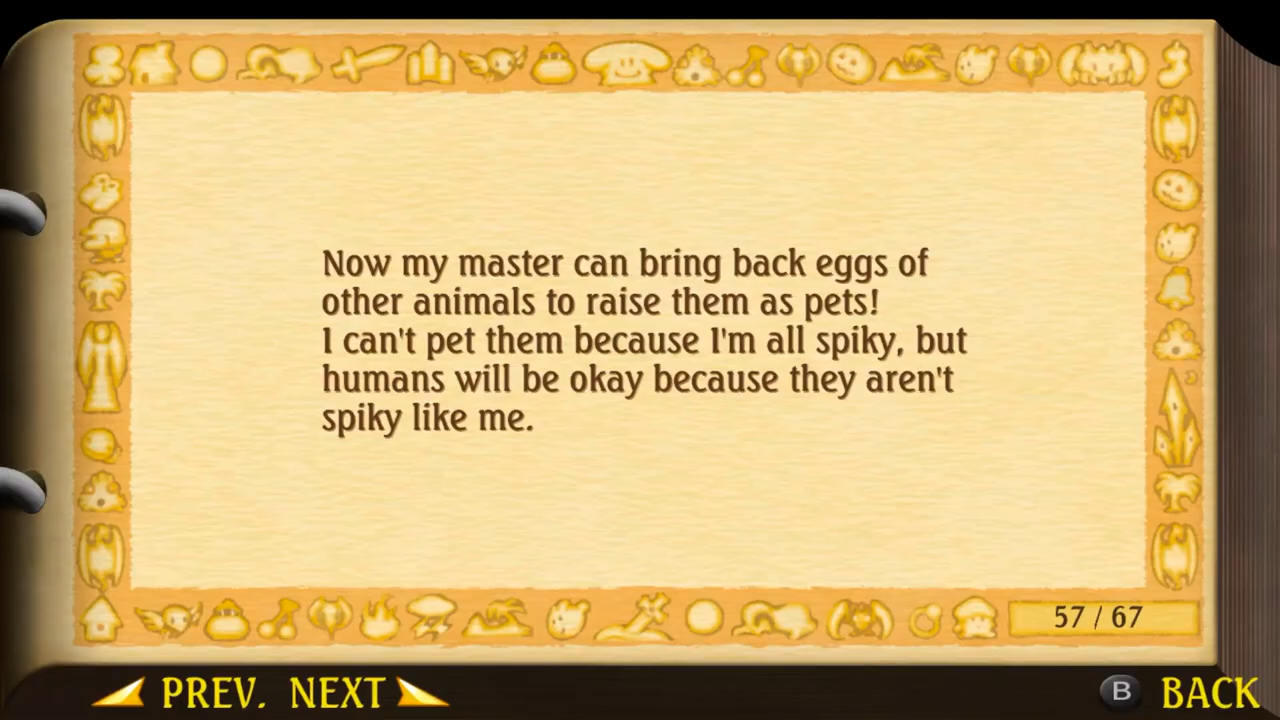 Now my master can bring back eggs of
other animals to raise them as pets!
I can't pet them because I'm all spiky, but
humans will be okay because they aren't
spiky like me.
57 / 67
PREV. NEXT B BACK